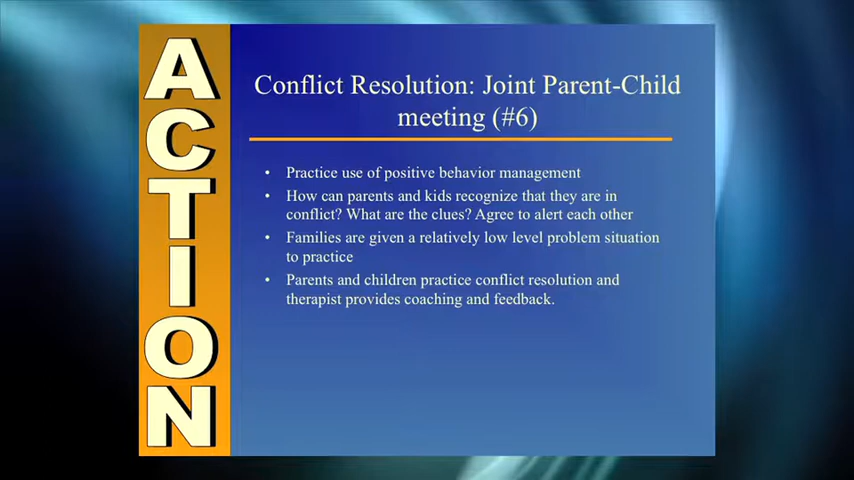 ACTION
Conflict Resolution: Joint Parent-Child
meeting (#6)
• Practice use of positive behavior management
• How can parents and kids recognize that they are in
conflict? What are the clues? Agree to alert each other
• Families are given a relatively low level problem situation
to practice
• Parents and children practice conflict resolution and
therapist provides coaching and feedback.